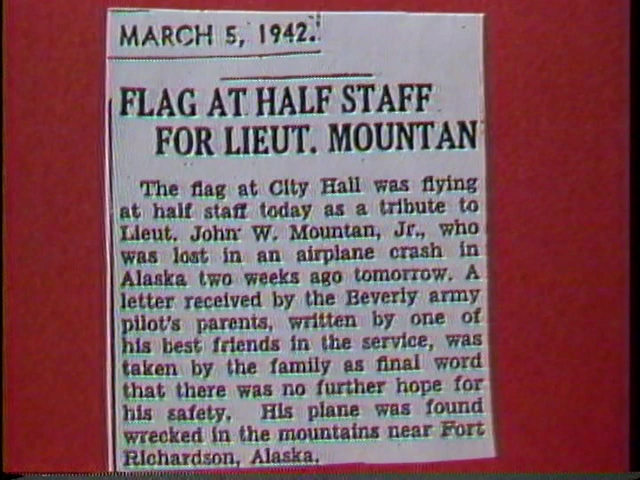 MARCH 5, 1942.
FLAG AT HALF STAFF
FOR LIEUT. MOUNTAN
The flag at City Hall was flying
at half staff today as a tribute to
Lieut. John W. Mountan, Jr., who
was lost in an airplane crash in
Alaska two weeks ago tomorrow. A
letter received by the Beverly army
pilot's parents, written by one of
his best friends in the service, was
taken by the family as final word
that there was no further hope for
his safety. His plane was found
wrecked in the mountains near Fort
Richardson, Alaska.